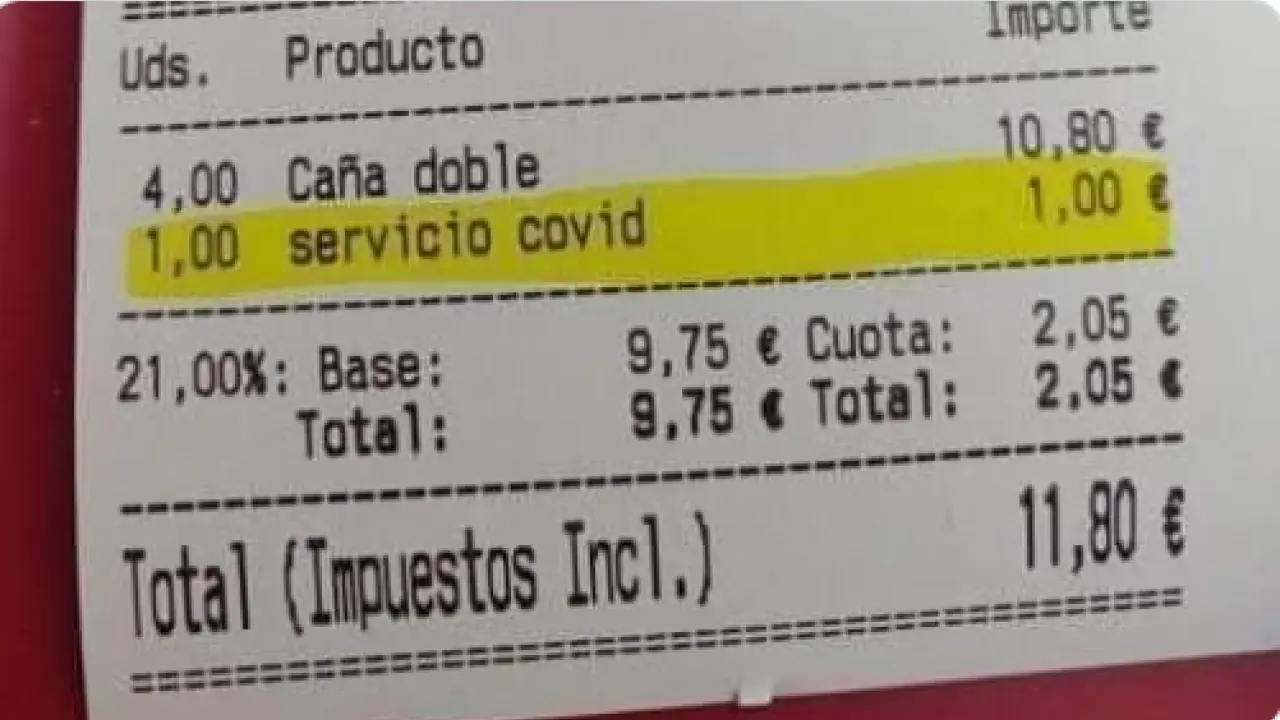 Uds. Producto Importe
4,00 Caña doble 10,80 €
1,00 servicio covid 1,00 €
21,00%: Base: 9,75 € Cuota: 2,05 €
Total: 9,75 € Total: 2,05 €
Total (Impuestos Incl.) 11,80 €